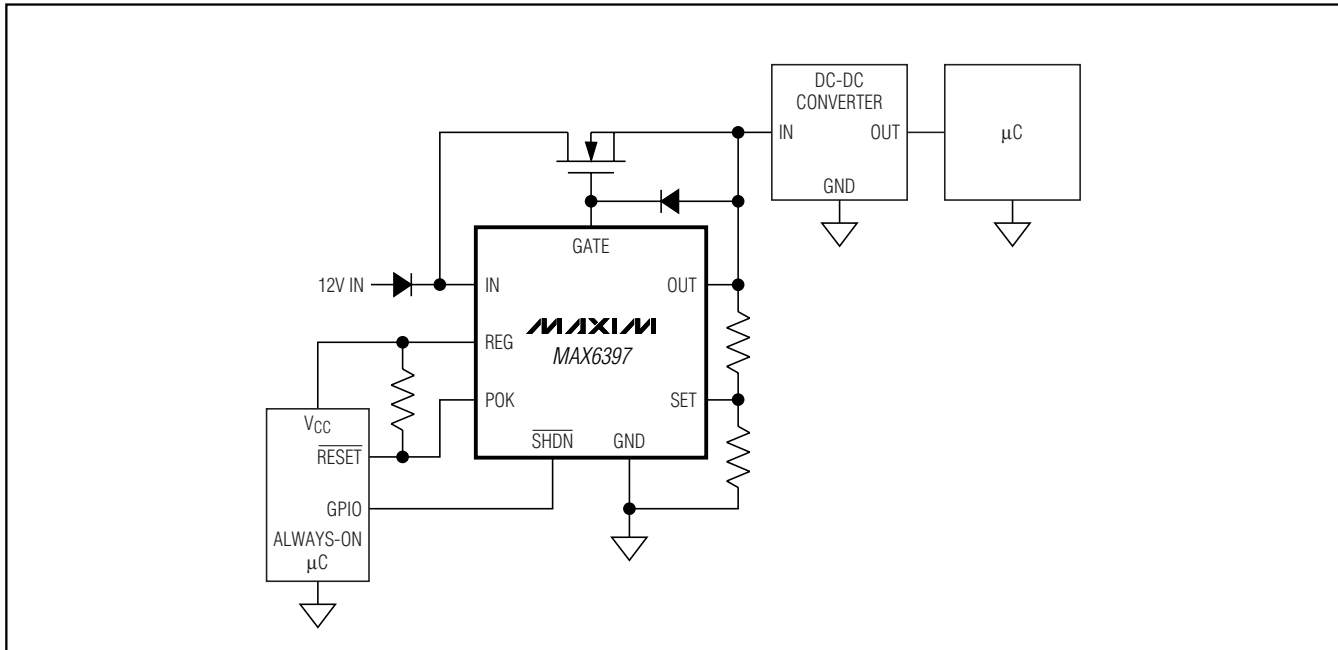 DC-DC
CONVERTER
IN
OUT
GND
μC
GATE
12V IN
IN
OUT
MAXIM
MAX6397
REG
POK
SET
SHDN
GND
VCC
RESET
GPIO
ALWAYS-ON
μC